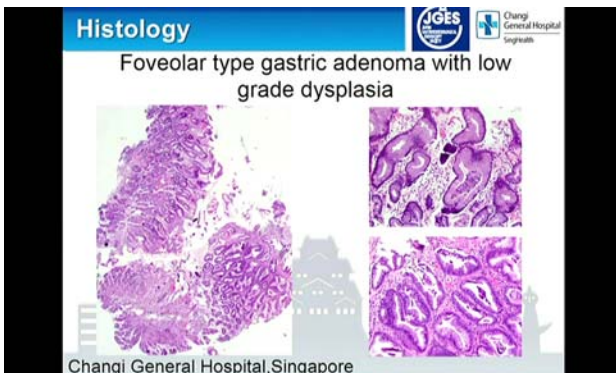 Histology
JGES
Changi
General Hospital
SingHealth
Foveolar type gastric adenoma with low
grade dysplasia
Changi General Hospital,Singapore